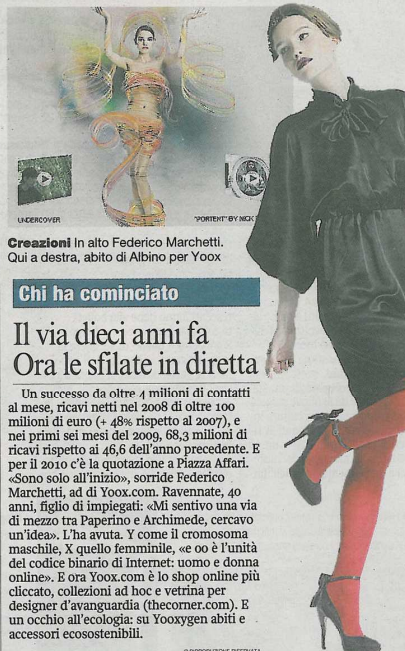 UNDERCOVER
"PORTENT" BY NICK
Creazioni In alto Federico Marchetti.
Qui a destra, abito di Albino per Yoox
Chi ha cominciato
Il via dieci anni fa
Ora le sfilate in diretta
Un successo da oltre 4 milioni di contatti
al mese, ricavi netti nel 2008 di oltre 100
milioni di euro (+ 48% rispetto al 2007), e
nei primi sei mesi del 2009, 68,3 milioni di
ricavi rispetto ai 46,6 dell'anno precedente. E
per il 2010 c'è la quotazione a Piazza Affari.
«Sono solo all'inizio», sorride Federico
Marchetti, ad di Yoox.com. Ravennate, 40
anni, figlio di impiegati: «Mi sentivo una via
di mezzo tra Paperino e Archimede, cercavo
un'idea». L'ha avuta. Y come il cromosoma
maschile, X quello femminile, «e oo è l'unità
del codice binario di Internet: uomo e donna
online». E ora Yoox.com è lo shop online più
cliccato, collezioni ad hoc e vetrina per
designer d'avanguardia (thecorner.com). E
un occhio all'ecologia: su Yooxygen abiti e
accessori ecosostenibili.